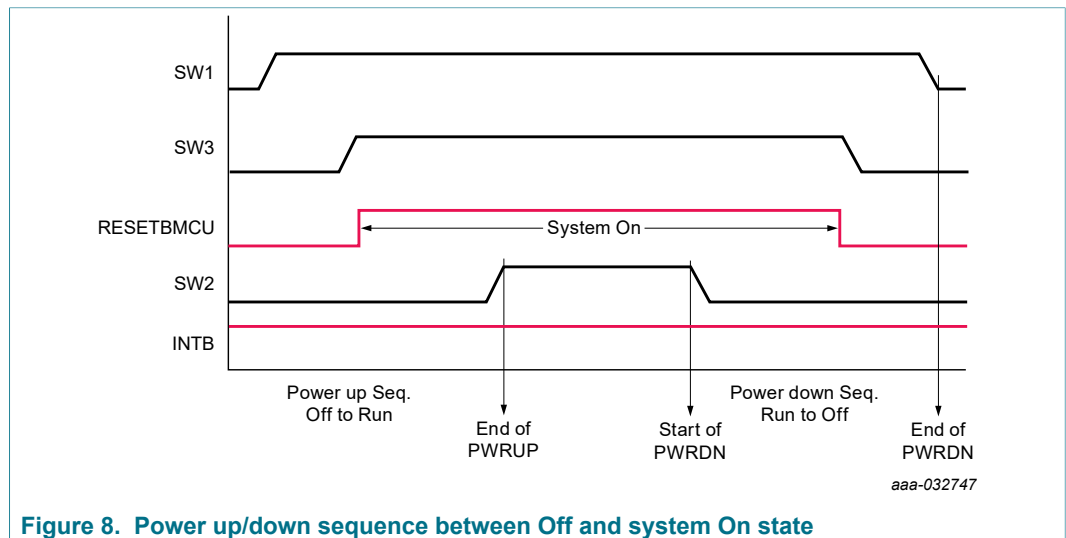 SW1
SW3
RESETBMCU
System On
SW2
INTB
Power up Seq.
Off to Run
End of
PWRUP
Start of
PWRDN
Power down Seq.
Run to Off
End of
PWRDN
aaa-032747
Figure 8. Power up/down sequence between Off and system On state